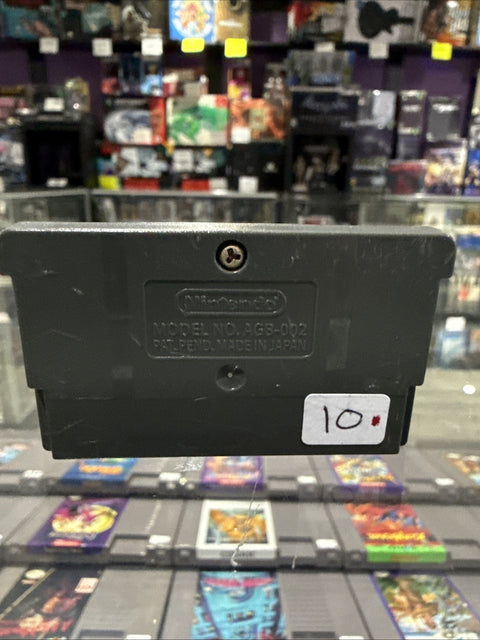 Nintendo
MODEL NO. AGB-002
PAT. PEND. MADE IN JAPAN
10